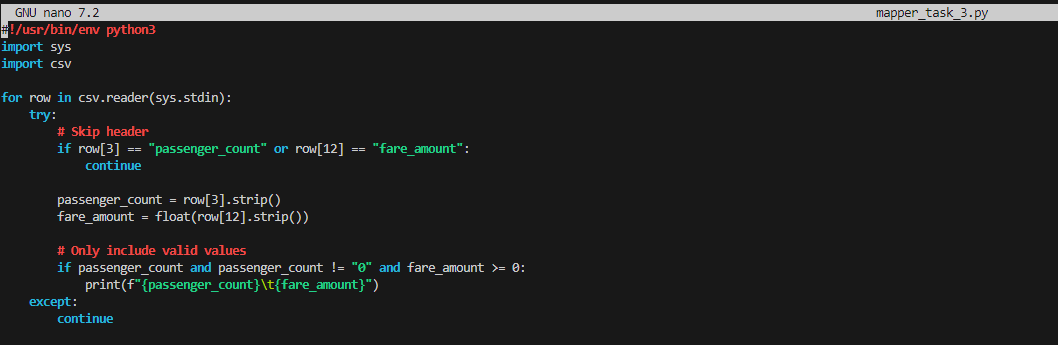 GNU nano 7.2 mapper_task_3.py
#!/usr/bin/env python3
import sys
import csv

for row in csv.reader(sys.stdin):
    try:
        # Skip header
        if row[3] == "passenger_count" or row[12] == "fare_amount":
            continue

        passenger_count = row[3].strip()
        fare_amount = float(row[12].strip())

        # Only include valid values
        if passenger_count and passenger_count != "0" and fare_amount >= 0:
            print(f"{passenger_count}\t{fare_amount}")
    except:
        continue